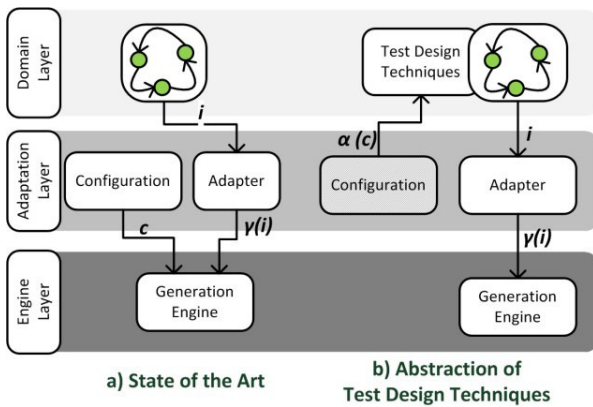 Domain
Layer
Test Design
Techniques
i
i
α (c)
Adaptation
Layer
Configuration
Adapter
Configuration
Adapter
c
γ(i)
γ(i)
Engine
Layer
Generation
Engine
Generation
Engine
a) State of the Art
b) Abstraction of
Test Design Techniques